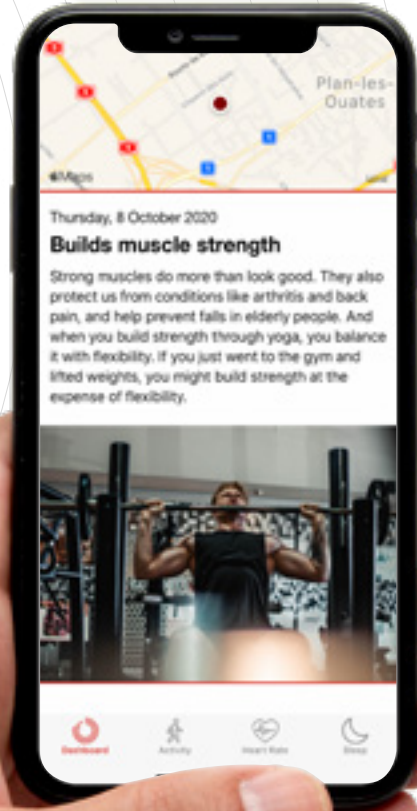 Plan-les-
Ouates
Maps
Thursday, 8 October 2020
Builds muscle strength
Strong muscles do more than look good. They also
protect us from conditions like arthritis and back
pain, and help prevent falls in elderly people. And
when you build strength through yoga, you balance
it with flexibility. If you just went to the gym and
lifted weights, you might build strength at the
expense of flexibility.
Dashboard
Activity
Heart Rate
Sleep